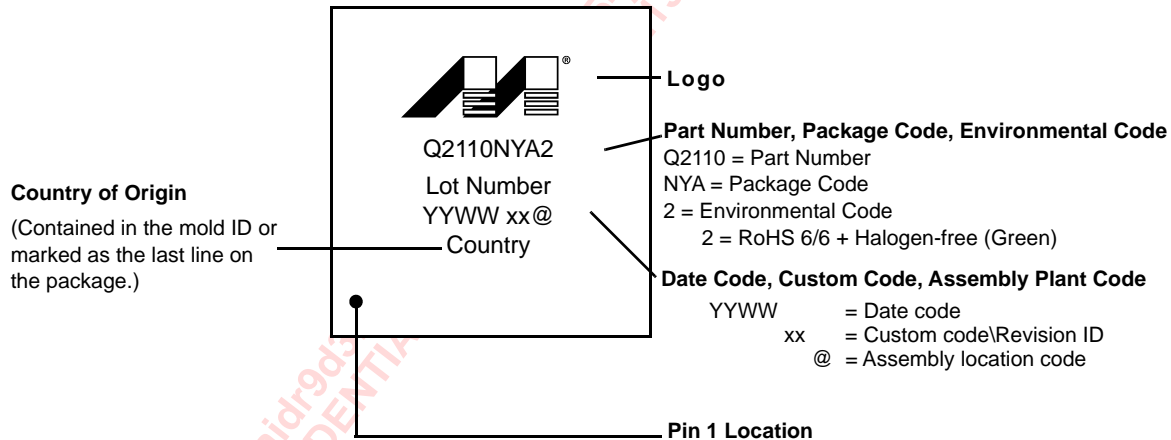 ®
Logo
Q2110NYA2
Part Number, Package Code, Environmental Code
Q2110 = Part Number
NYA = Package Code
2 = Environmental Code
2 = RoHS 6/6 + Halogen-free (Green)
Country of Origin
(Contained in the mold ID or
marked as the last line on
the package.)
Lot Number
YYWW xx@
Country
Date Code, Custom Code, Assembly Plant Code
YYWW = Date code
xx = Custom code\Revision ID
@ = Assembly location code
Pin 1 Location